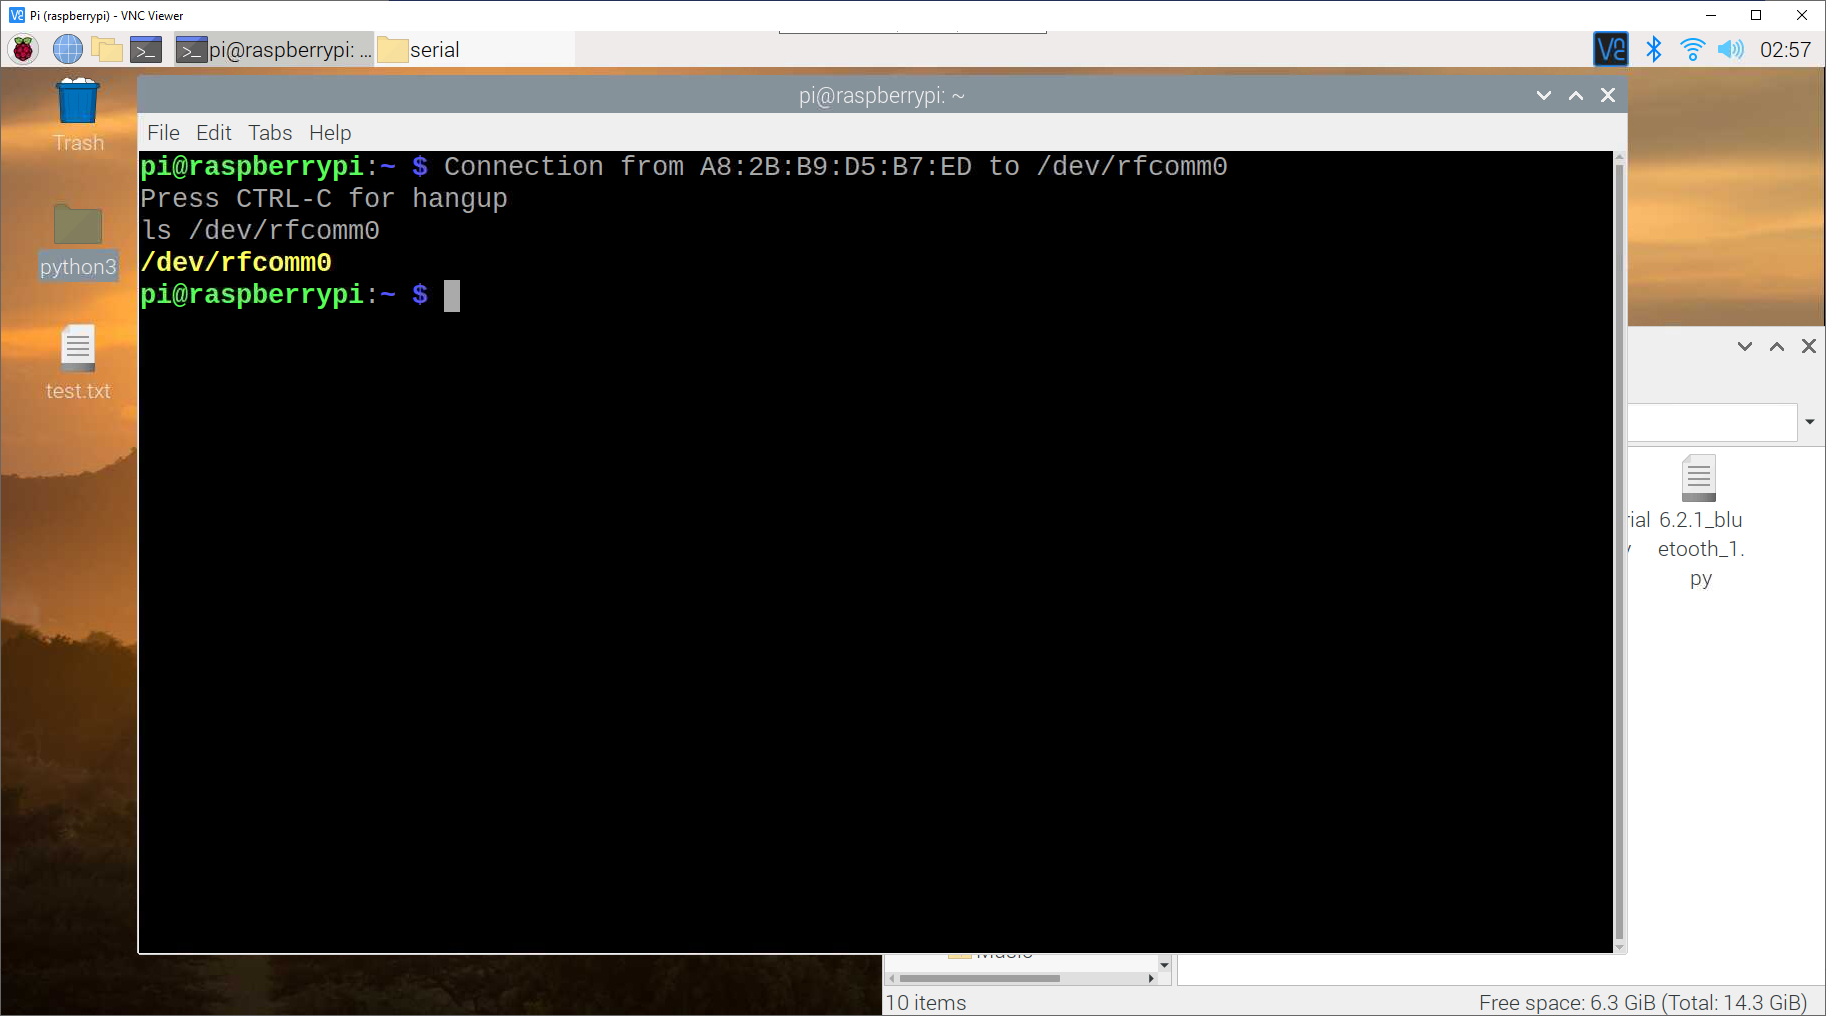 Pi (raspberrypi) - VNC Viewer
pi@raspberrypi: ...
serial
02:57
Trash
python3
test.txt
pi@raspberrypi: ~
File Edit Tabs Help
pi@raspberrypi:~ $ Connection from A8:2B:B9:D5:B7:ED to /dev/rfcomm0
Press CTRL-C for hangup
ls /dev/rfcomm0
/dev/rfcomm0
pi@raspberrypi:~ $
6.2.1_blu
etooth_1.
py
10 items
Free space: 6.3 GiB (Total: 14.3 GiB)